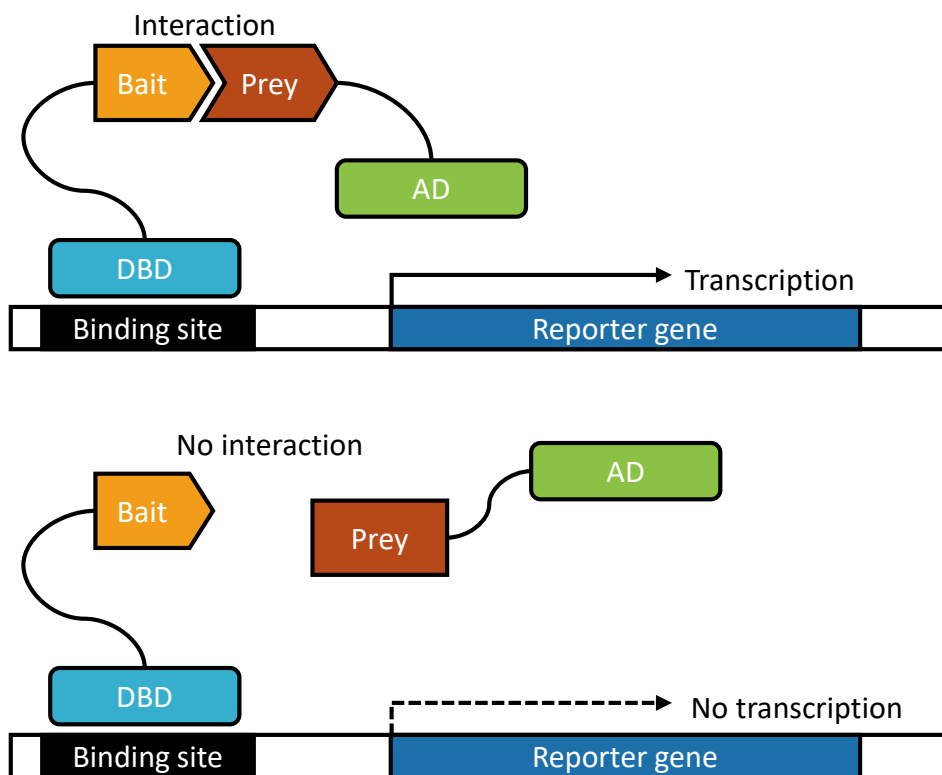 Interaction
Bait
Prey
AD
DBD
Transcription
Binding site
Reporter gene
No interaction
AD
Bait
Prey
DBD
No transcription
Binding site
Reporter gene